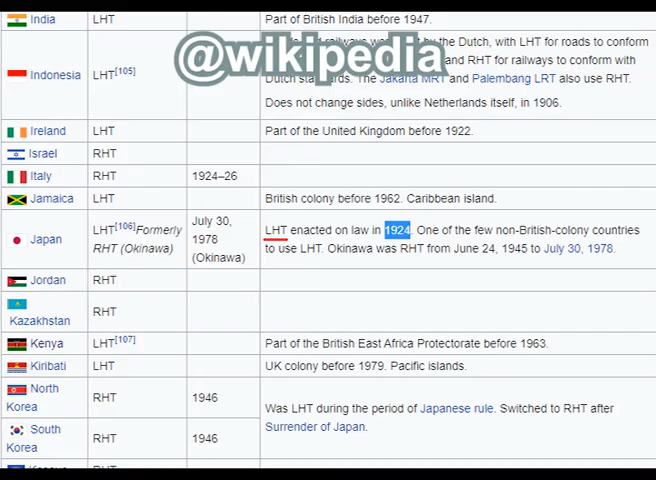 India LHT Part of British India before 1947.
by the Dutch, with LHT for roads to conform
@wikipedia
and RHT for railways to conform with
Indonesia LHT[105]
Dutch The Jakarta MRT and Palembang LRT also use RHT.
Does not change sides, unlike Netherlands itself, in 1906.
Ireland LHT Part of the United Kingdom before 1922.
Israel RHT
Italy RHT 1924–26
Jamaica LHT British colony before 1962. Caribbean island.
Japan
LHT[106]Formerly
RHT (Okinawa)
July 30,
1978
(Okinawa)
LHT enacted on law in 1924. One of the few non-British-colony countries
to use LHT. Okinawa was RHT from June 24, 1945 to July 30, 1978.
Jordan RHT
Kazakhstan RHT
Kenya LHT[107] Part of the British East Africa Protectorate before 1963.
Kiribati LHT UK colony before 1979. Pacific islands.
North
Korea
RHT 1946
Was LHT during the period of Japanese rule. Switched to RHT after
Surrender of Japan.
South
Korea
RHT 1946